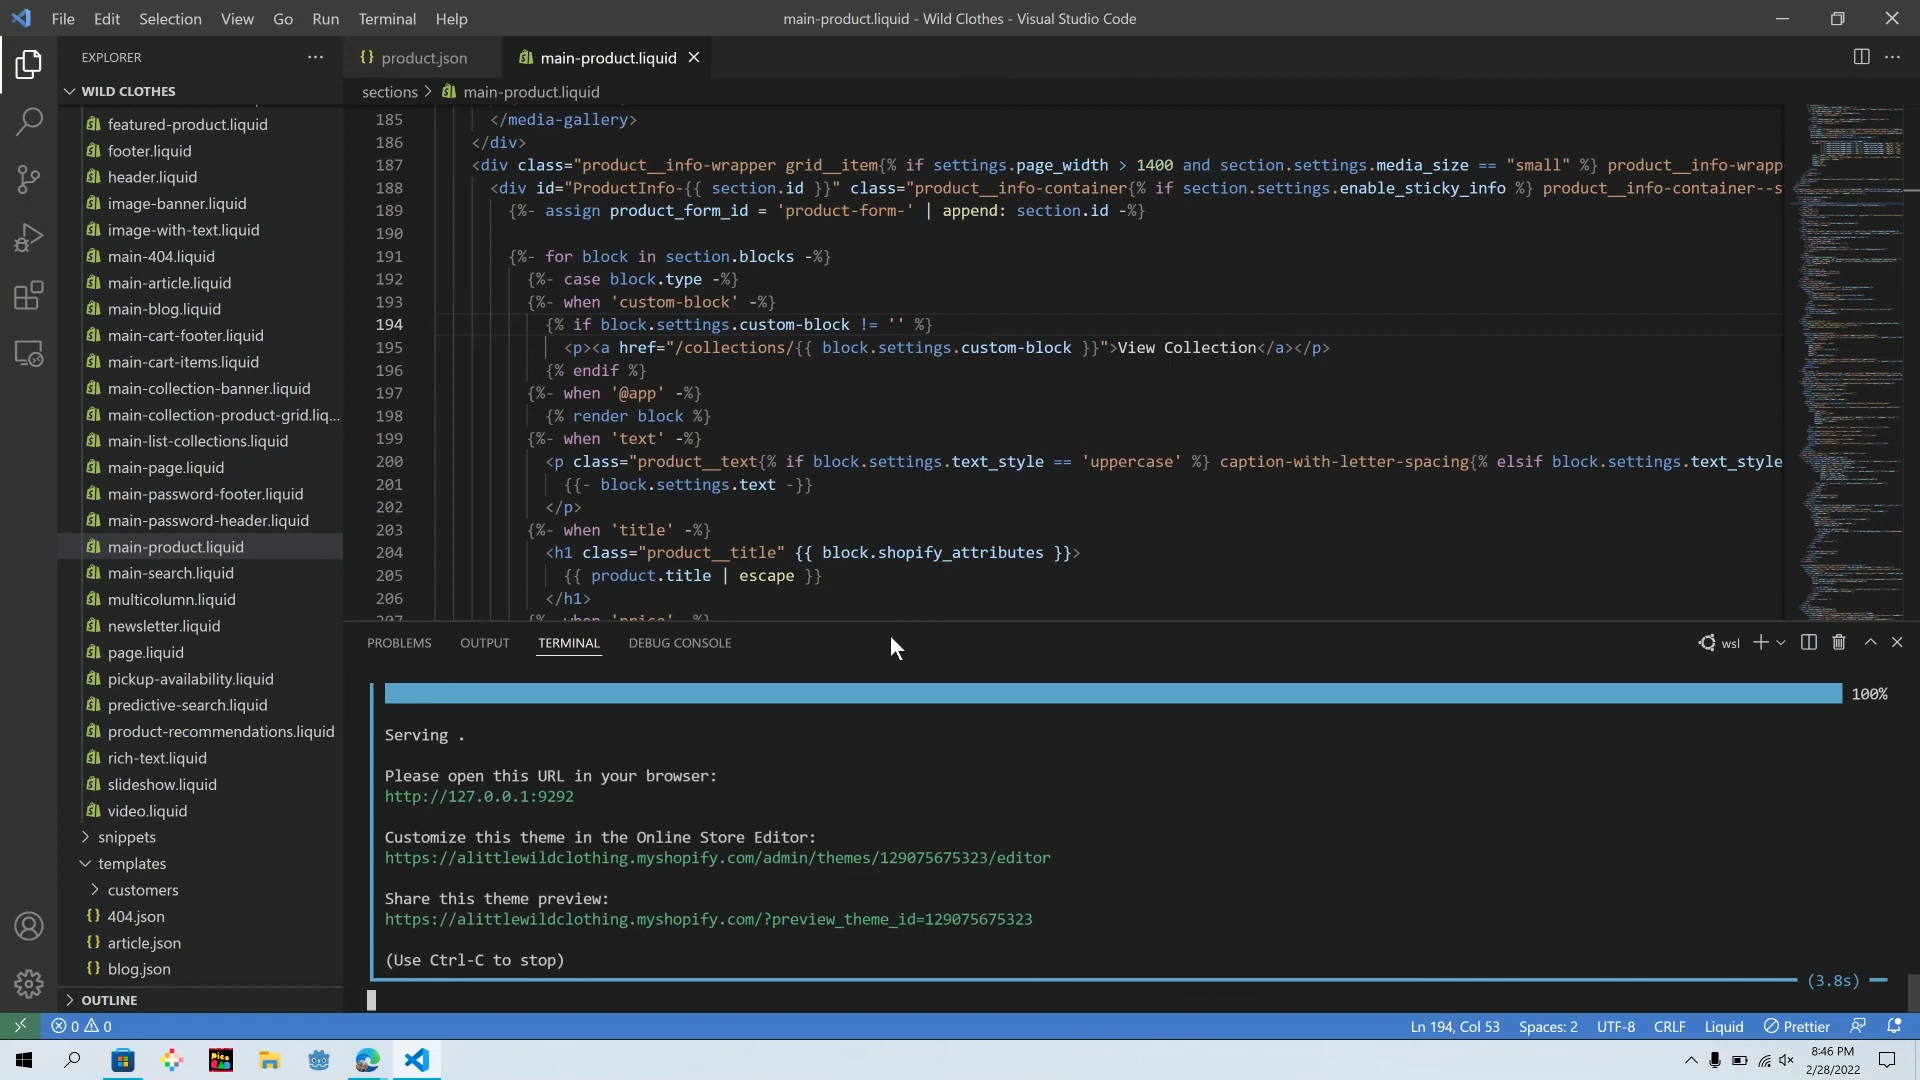 File Edit Selection View Go Run Terminal Help
main-product.liquid - Wild Clothes - Visual Studio Code
EXPLORER
WILD CLOTHES
featured-product.liquid
footer.liquid
header.liquid
image-banner.liquid
image-with-text.liquid
main-404.liquid
main-article.liquid
main-blog.liquid
main-cart-footer.liquid
main-cart-items.liquid
main-collection-banner.liquid
main-collection-product-grid.liq...
main-list-collections.liquid
main-page.liquid
main-password-footer.liquid
main-password-header.liquid
main-product.liquid
main-search.liquid
multicolumn.liquid
newsletter.liquid
page.liquid
pickup-availability.liquid
predictive-search.liquid
product-recommendations.liquid
rich-text.liquid
slideshow.liquid
video.liquid
snippets
templates
customers
{} 404.json
{} article.json
{} blog.json
OUTLINE
{} product.json main-product.liquid
sections > main-product.liquid
185 </media-gallery>
186 </div>
187 <div class="product__info-wrapper grid__item{% if settings.page_width > 1400 and section.settings.media_size == "small" %} product__info-wrapp
188 <div id="ProductInfo-{{ section.id }}" class="product__info-container{% if section.settings.enable_sticky_info %} product__info-container--s
189 {%- assign product_form_id = 'product-form-' | append: section.id -%}
190
191 {%- for block in section.blocks -%}
192 {%- case block.type -%}
193 {%- when 'custom-block' -%}
194 {% if block.settings.custom-block != '' %}
195 <p><a href="/collections/{{ block.settings.custom-block }}">View Collection</a></p>
196 {% endif %}
197 {%- when '@app' -%}
198 {% render block %}
199 {%- when 'text' -%}
200 <p class="product__text{% if block.settings.text_style == 'uppercase' %} caption-with-letter-spacing{% elsif block.settings.text_style
201 {{- block.settings.text -}}
202 </p>
203 {%- when 'title' -%}
204 <h1 class="product__title" {{ block.shopify_attributes }}>
205 {{ product.title | escape }}
206 </h1>
207 {%- when 'price' -%}
PROBLEMS OUTPUT TERMINAL DEBUG CONSOLE
wsl
100%
Serving .
Please open this URL in your browser:
http://127.0.0.1:9292
Customize this theme in the Online Store Editor:
https://alittlewildclothing.myshopify.com/admin/themes/129075675323/editor
Share this theme preview:
https://alittlewildclothing.myshopify.com/?preview_theme_id=129075675323
(Use Ctrl-C to stop)
(3.8s)
0 0
Ln 194, Col 53 Spaces: 2 UTF-8 CRLF Liquid Prettier
8:46 PM
2/28/2022